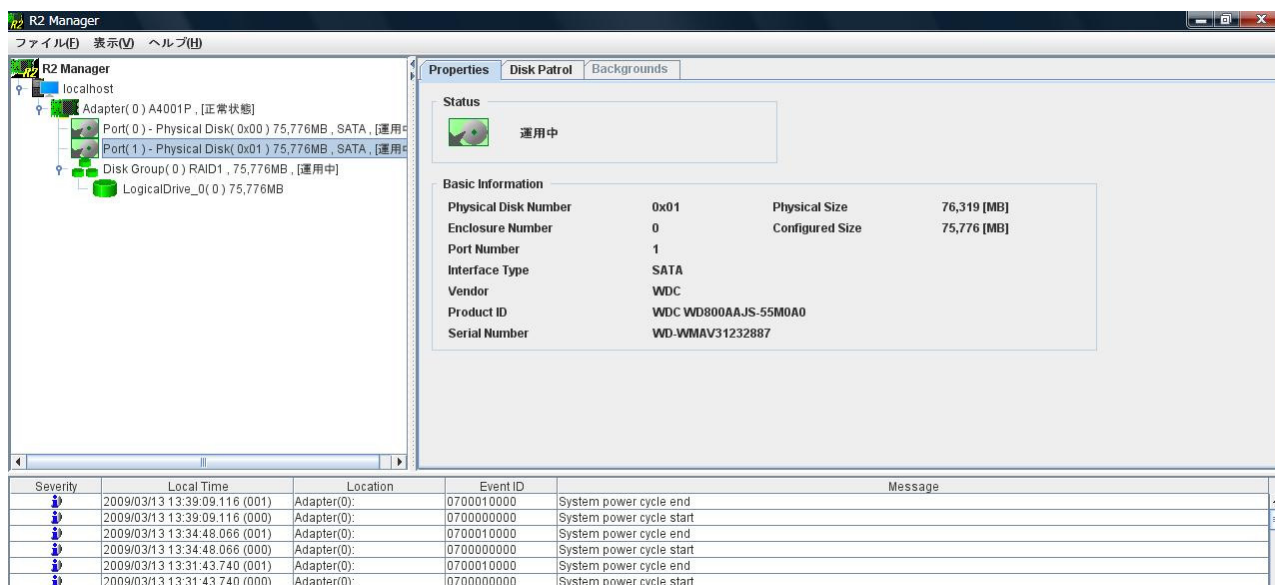 R2 Manager
ファイル(F) 表示(V) ヘルプ(H)
R2 Manager
localhost
Adapter( 0 ) A4001P , [正常状態]
Port( 0 ) - Physical Disk( 0x00 ) 75,776MB , SATA , [運用中
Port( 1 ) - Physical Disk( 0x01 ) 75,776MB , SATA , [運用中
Disk Group( 0 ) RAID1 , 75,776MB , [運用中]
LogicalDrive_0( 0 ) 75,776MB
Properties Disk Patrol Backgrounds
Status
運用中
Basic Information
Physical Disk Number 0x01 Physical Size 76,319 [MB]
Enclosure Number 0 Configured Size 75,776 [MB]
Port Number 1
Interface Type SATA
Vendor WDC
Product ID WDC WD800AAJS-55M0A0
Serial Number WD-WMAV31232887
Severity Local Time Location Event ID Message
2009/03/13 13:39:09.116 (001) Adapter(0): 0700010000 System power cycle end
2009/03/13 13:39:09.116 (000) Adapter(0): 0700000000 System power cycle start
2009/03/13 13:34:48.066 (001) Adapter(0): 0700010000 System power cycle end
2009/03/13 13:34:48.066 (000) Adapter(0): 0700000000 System power cycle start
2009/03/13 13:31:43.740 (001) Adapter(0): 0700010000 System power cycle end
2009/03/13 13:31:43.740 (000) Adapter(0): 0700000000 System power cycle start